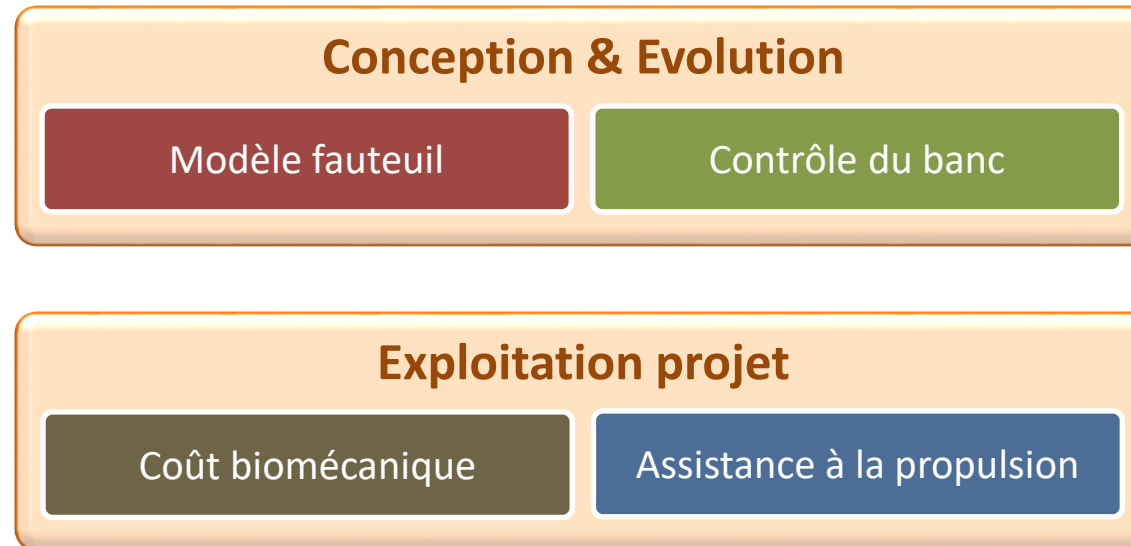 Conception & Evolution
Modèle fauteuil
Contrôle du banc
Exploitation projet
Coût biomécanique
Assistance à la propulsion